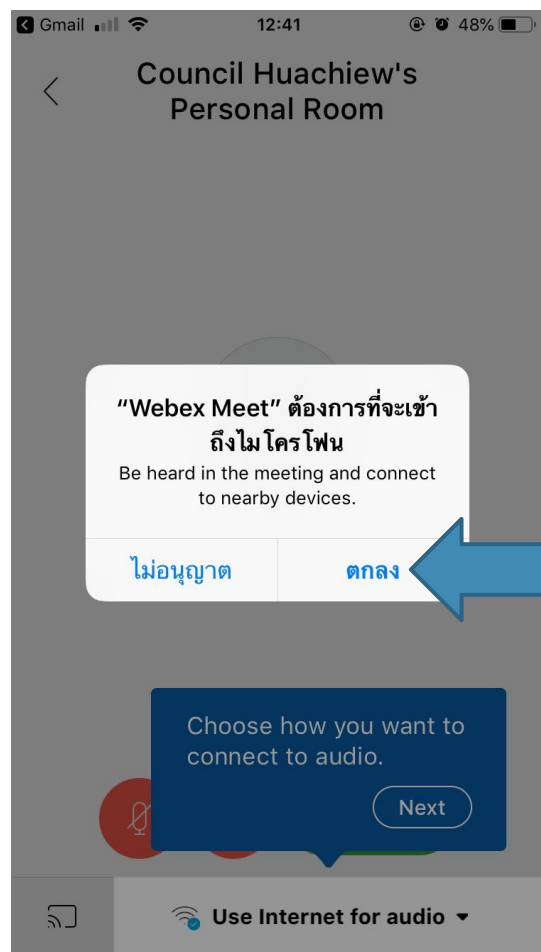 Gmail 12:41 48%
Council Huachiew's
Personal Room
“Webex Meet” ต้องการที่จะเข้า
ถึงไมโครโฟน
Be heard in the meeting and connect
to nearby devices.
ไม่อนุญาต ตกลง
Choose how you want to
connect to audio.
Next
Use Internet for audio